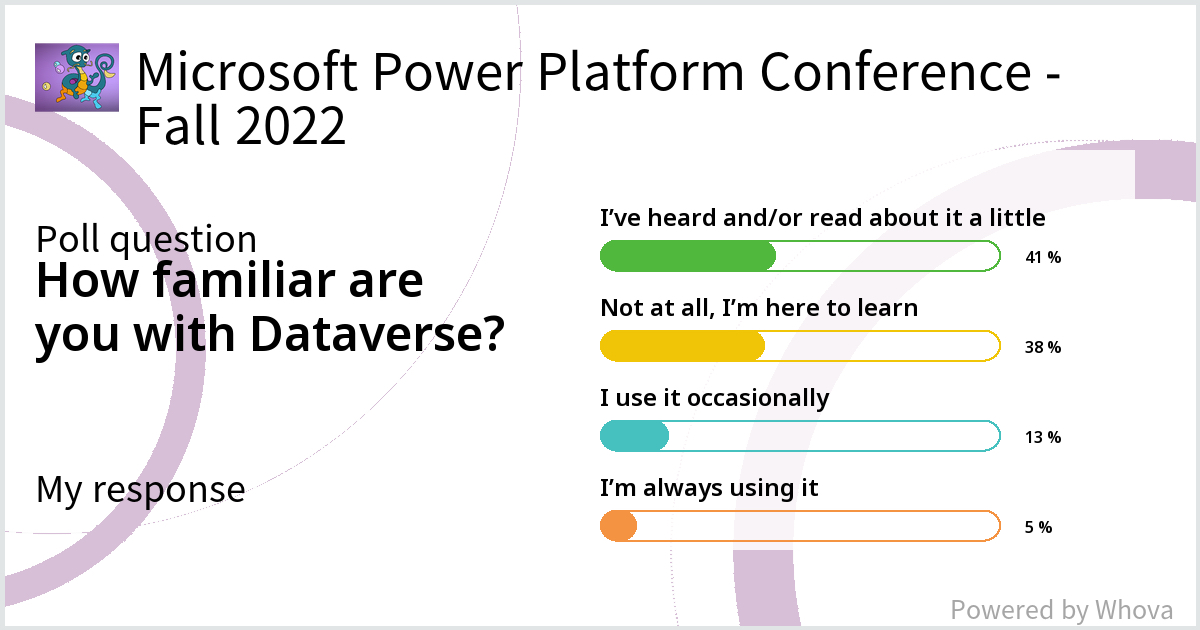 Microsoft Power Platform Conference -
Fall 2022
Poll question
How familiar are
you with Dataverse?
My response
I’ve heard and/or read about it a little
41 %
Not at all, I’m here to learn
38 %
I use it occasionally
13 %
I’m always using it
5 %
Powered by Whova